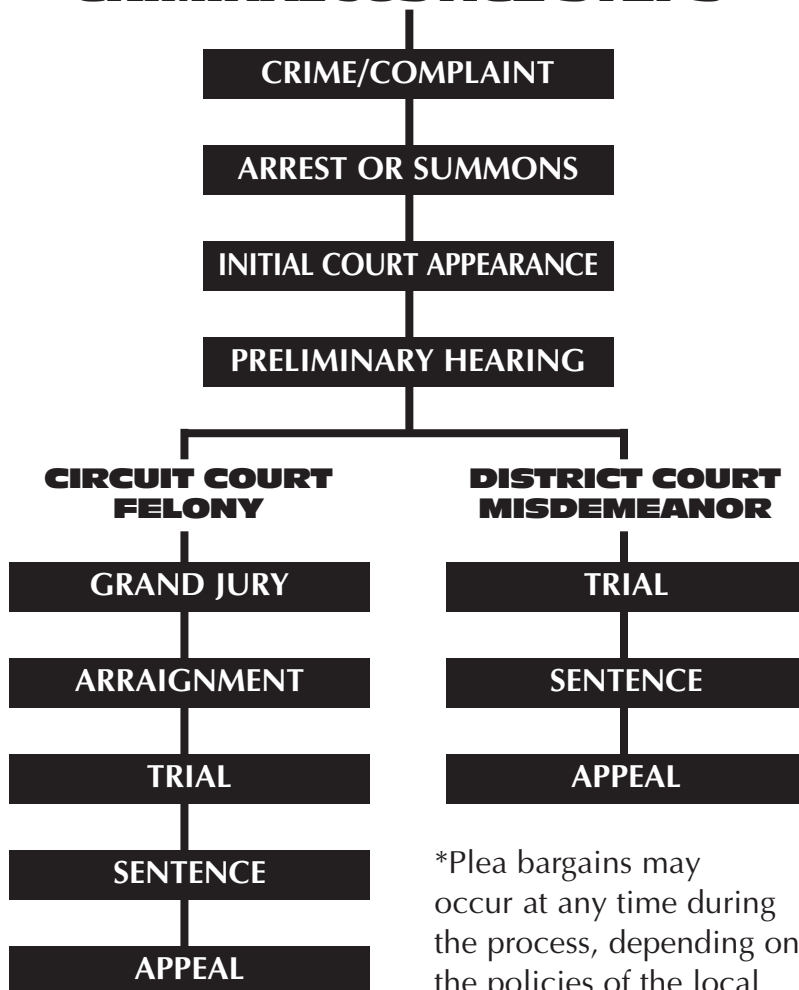 CRIME/COMPLAINT
ARREST OR SUMMONS
INITIAL COURT APPEARANCE
PRELIMINARY HEARING
CIRCUIT COURT
FELONY
GRAND JURY
ARRAIGNMENT
TRIAL
SENTENCE
APPEAL
DISTRICT COURT
MISDEMEANOR
TRIAL
SENTENCE
APPEAL
*Plea bargains may
occur at any time during
the process, depending on
the policies of the local